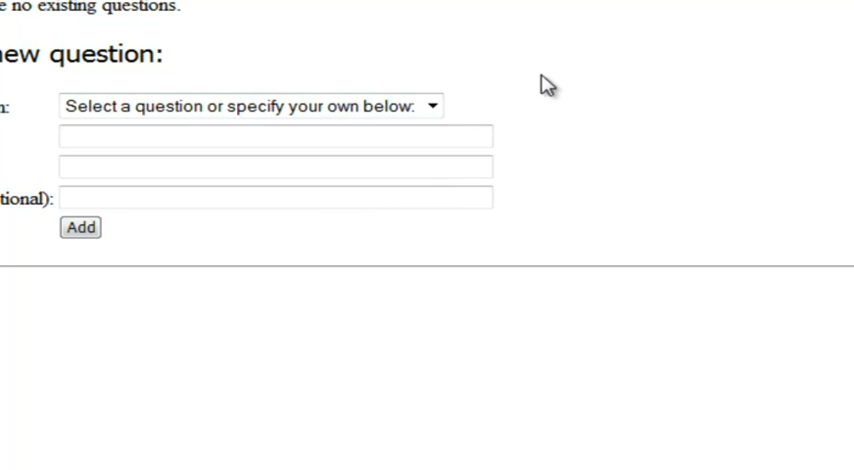 e no existing questions.
new question:
n:
Select a question or specify your own below:
tional):
Add